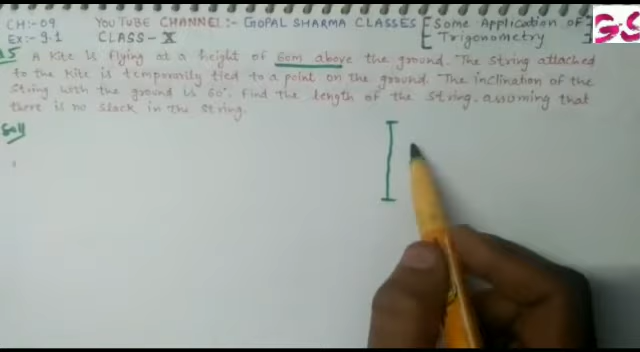 CH:- 09 YOUTUBE CHANNEL:- GOPAL SHARMA CLASSES [Some Application of
Ex:- 9.1 CLASS- X Trigonometry]
GS
5 A Kite is flying at a height of 60m above the ground. The string attached
to the Kite is temporarily tied to a point on the ground. The inclination of the
string with the ground is 60°. Find the length of the string, assuming that
there is no slack in the string.
Sol)